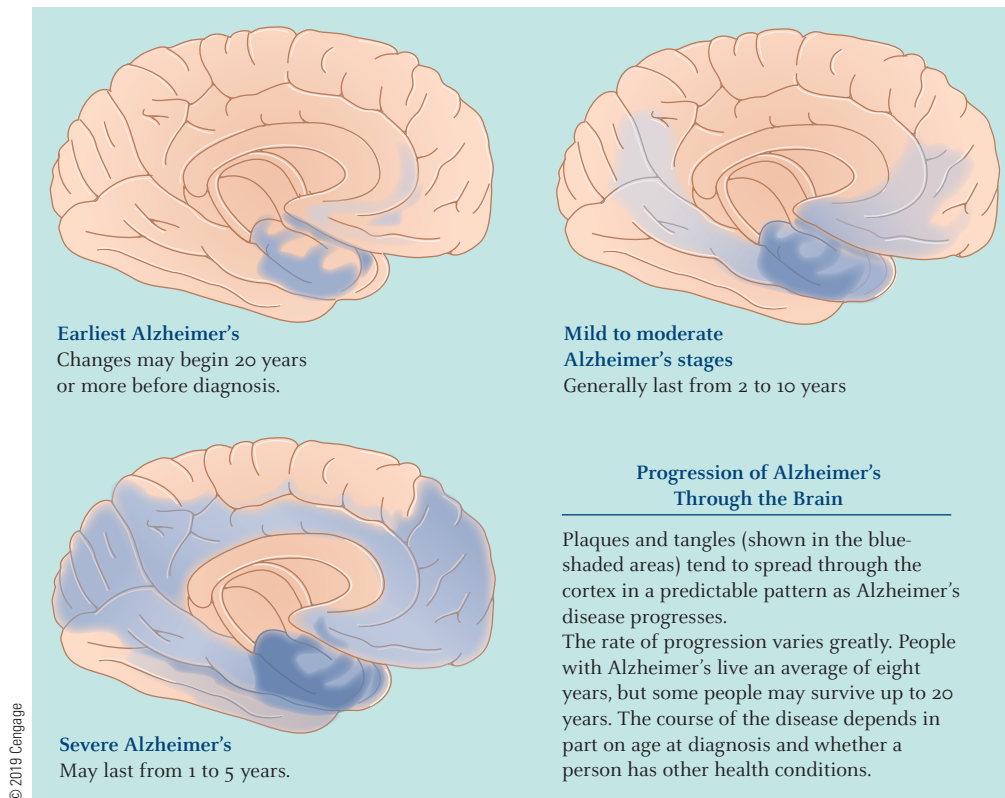 Earliest Alzheimer's
Changes may begin 20 years
or more before diagnosis.
Mild to moderate
Alzheimer's stages
Generally last from 2 to 10 years
Severe Alzheimer's
May last from 1 to 5 years.
Progression of Alzheimer's
Through the Brain
Plaques and tangles (shown in the blue-
shaded areas) tend to spread through the
cortex in a predictable pattern as Alzheimer's
disease progresses.
The rate of progression varies greatly. People
with Alzheimer's live an average of eight
years, but some people may survive up to 20
years. The course of the disease depends in
part on age at diagnosis and whether a
person has other health conditions.
© 2019 Cengage